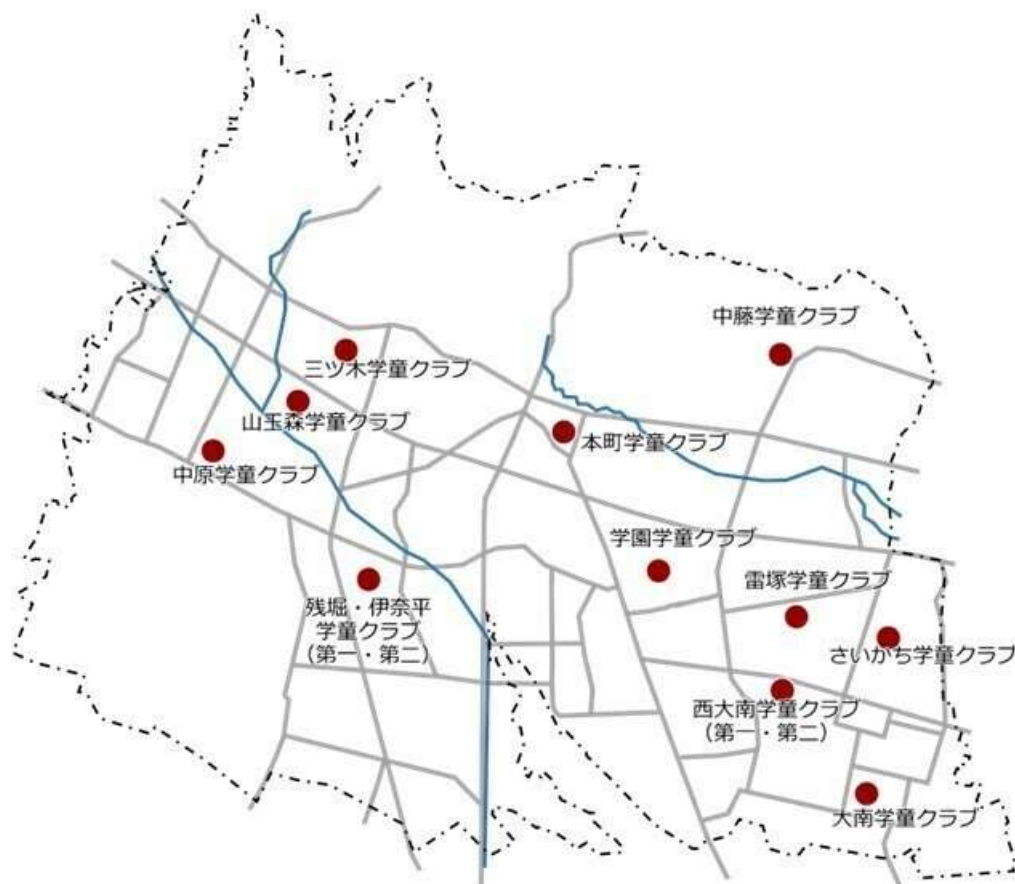 中藤学童クラブ
三ツ木学童クラブ
山王森学童クラブ
本町学童クラブ
中原学童クラブ
学園学童クラブ
雷塚学童クラブ
残堀・伊奈平
学童クラブ
(第一・第二)
さいかち学童クラブ
西大南学童クラブ
(第一・第二)
大南学童クラブ